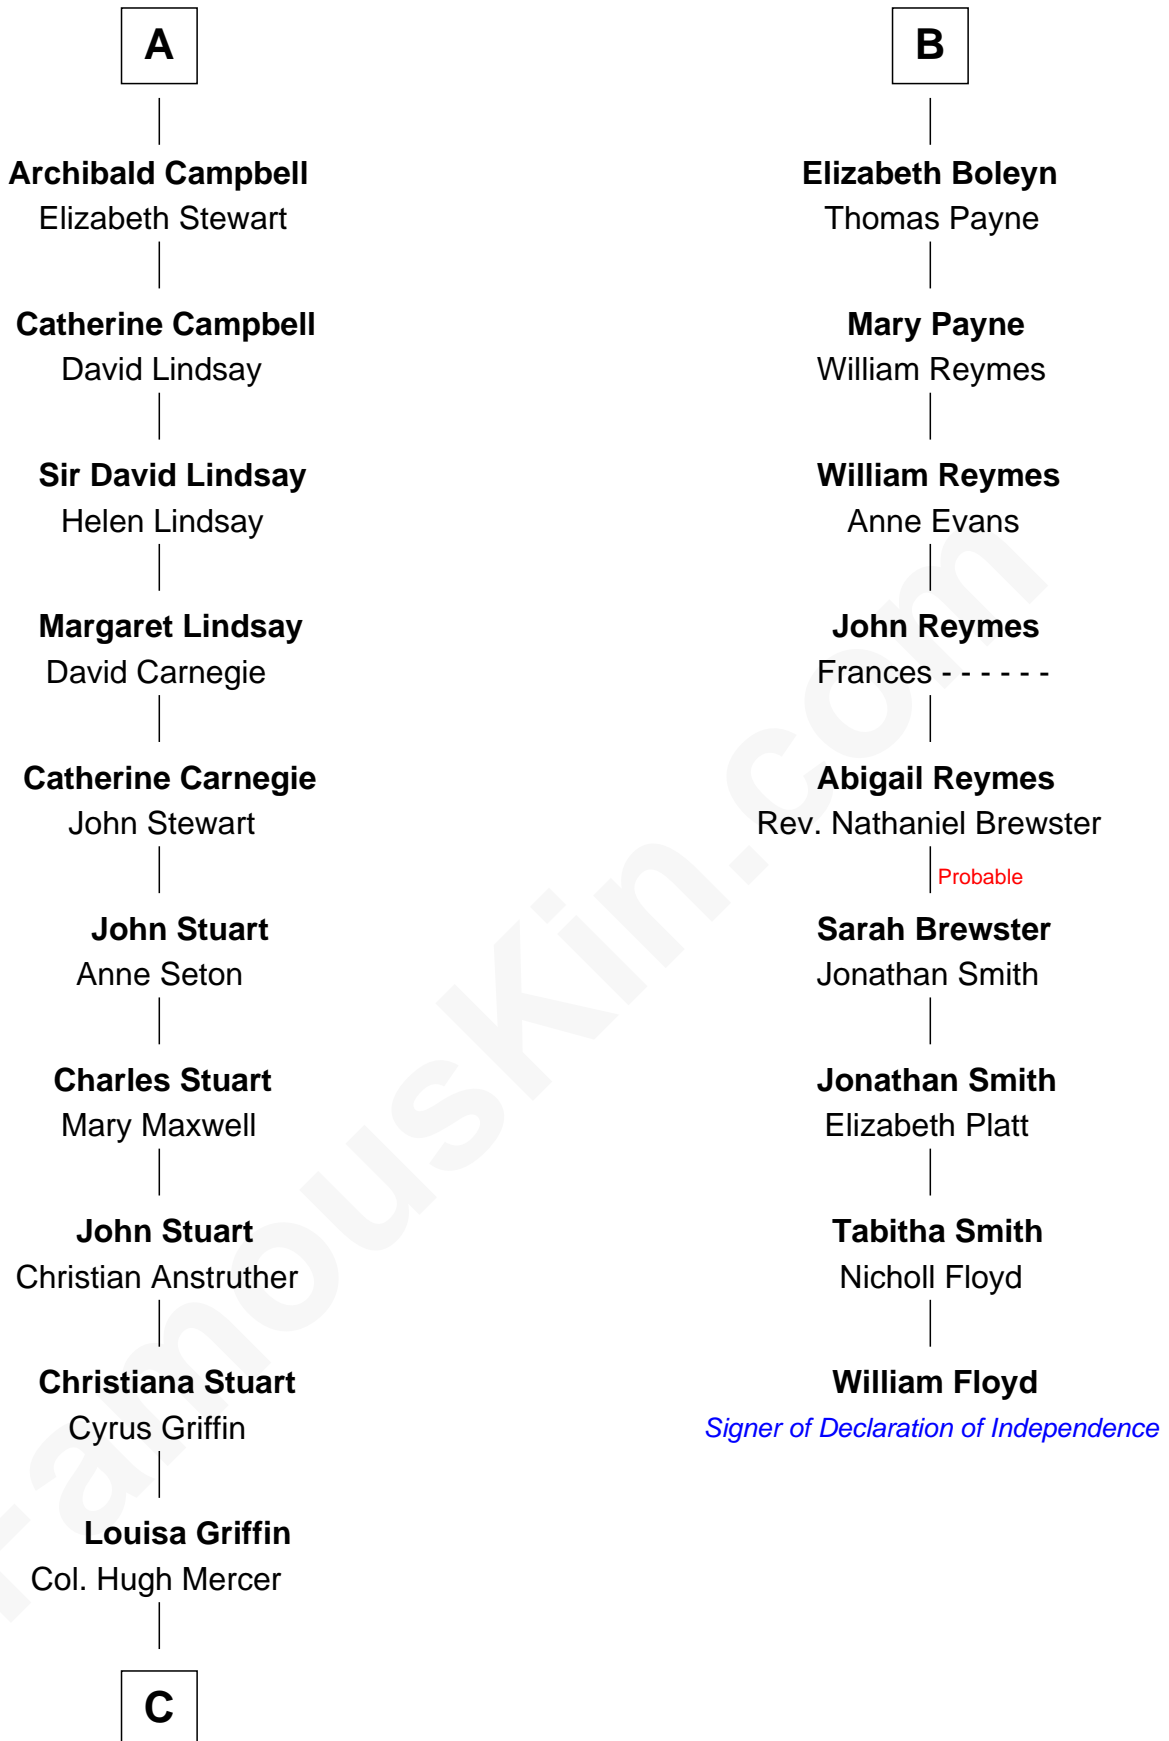 A
Archibald Campbell
Elizabeth Stewart
Catherine Campbell
David Lindsay
Sir David Lindsay
Helen Lindsay
Margaret Lindsay
David Carnegie
Catherine Carnegie
John Stewart
John Stuart
Anne Seton
Charles Stuart
Mary Maxwell
John Stuart
Christian Anstruther
Christiana Stuart
Cyrus Griffin
Louisa Griffin
Col. Hugh Mercer
C
B
Elizabeth Boleyn
Thomas Payne
Mary Payne
William Reymes
William Reymes
Anne Evans
John Reymes
Frances - - - - - -
Abigail Reymes
Rev. Nathaniel Brewster
Probable
Sarah Brewster
Jonathan Smith
Jonathan Smith
Elizabeth Platt
Tabitha Smith
Nicholl Floyd
William Floyd
Signer of Declaration of Independence
FamousKin.com